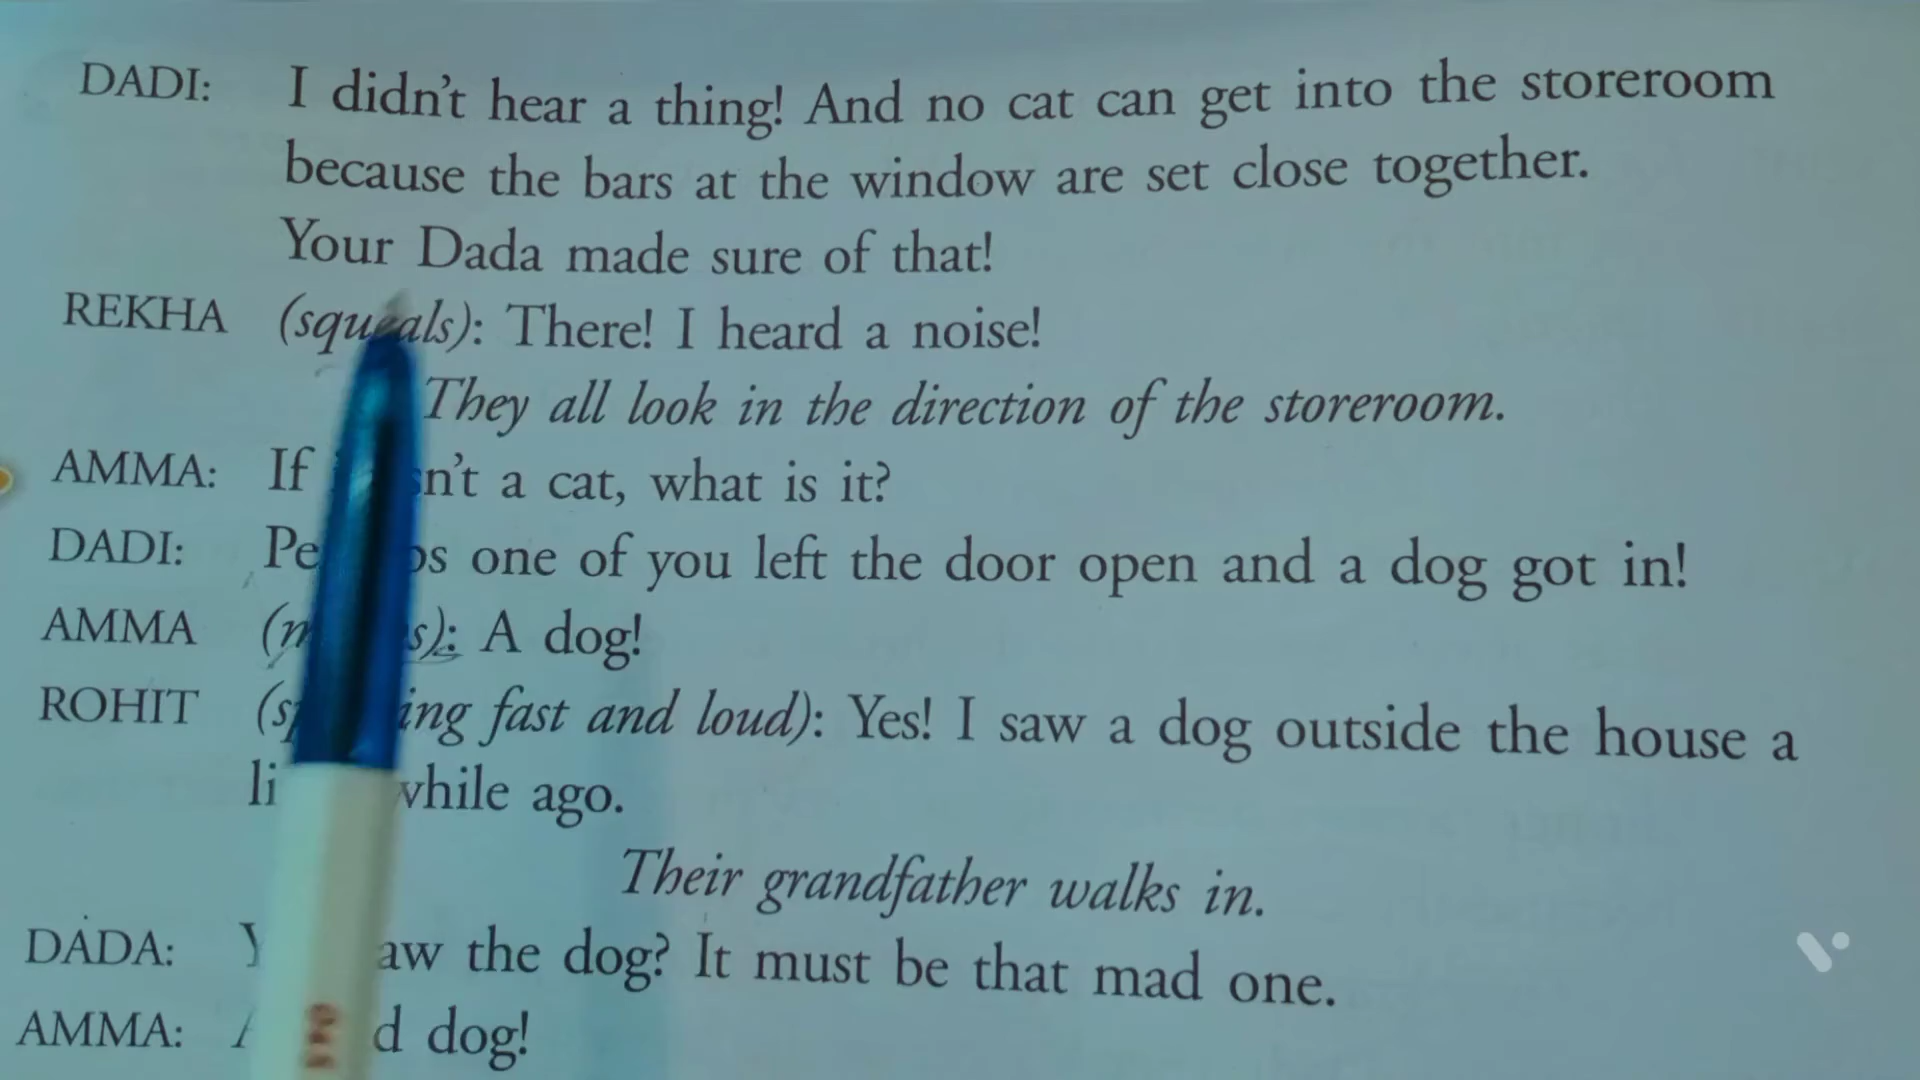 DADI: I didn't hear a thing! And no cat can get into the storeroom
because the bars at the window are set close together.
Your Dada made sure of that!
REKHA (squeals): There! I heard a noise!
They all look in the direction of the storeroom.
AMMA: If a cat, what is it?
DADI: one of you left the door open and a dog got in!
AMMA A dog!
ROHIT fast and loud): Yes! I saw a dog outside the house a
while ago.
Their grandfather walks in.
DADA: the dog? It must be that mad one.
AMMA: dog!